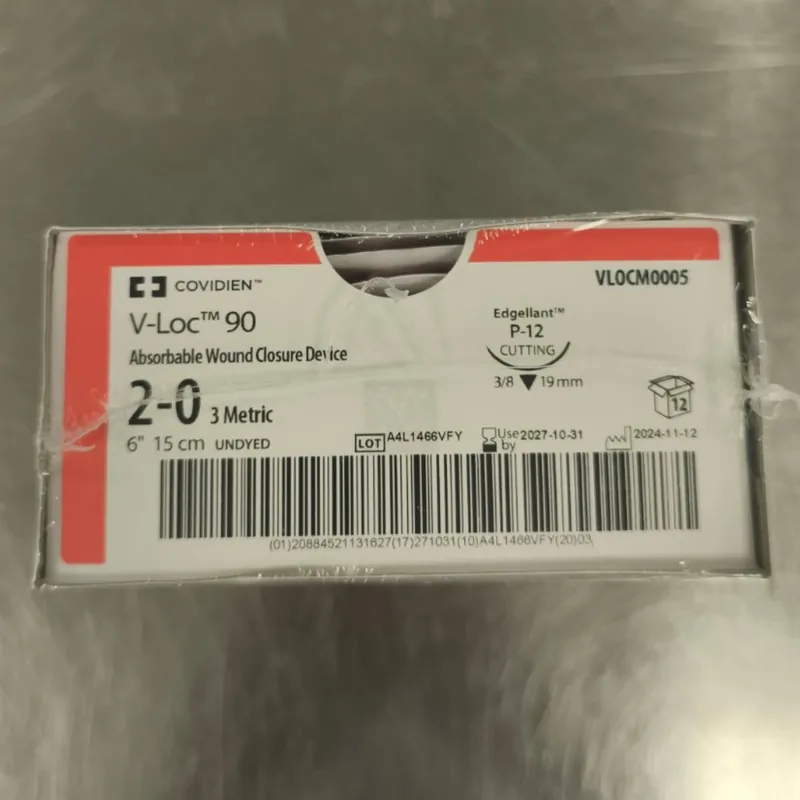 COVIDIEN™
VLOCM0005
V-Loc™ 90
Absorbable Wound Closure Device
Edgellant™
P-12
CUTTING
3/8 19mm
2-0 3 Metric
6" 15 cm UNDYED
12
LOT A4L1466VFY
Use by 2027-10-31
2024-11-12
(01)20884521131627(17)271031(10)A4L1466VFY(20)03